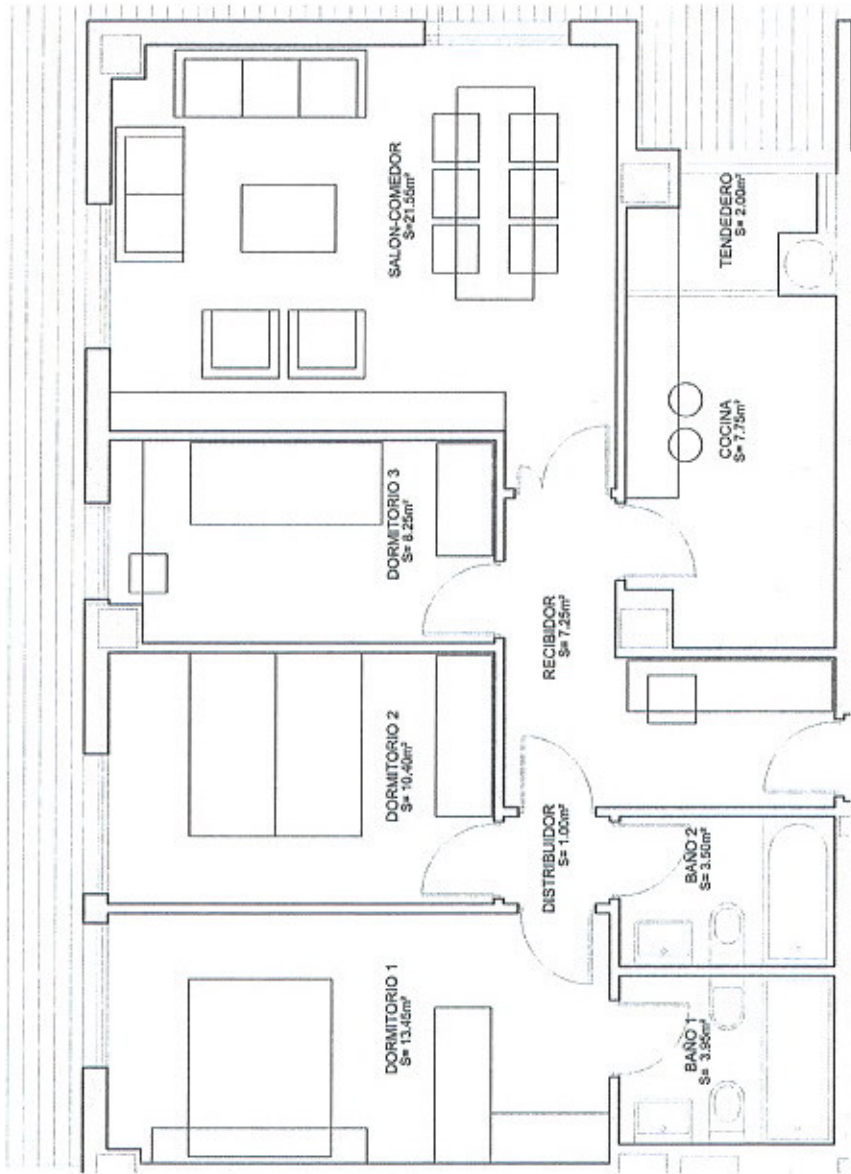 SALON-COMEDOR
S=21.55m²
TENDEDERO
S= 2.00m²
COCINA
S= 7.75m²
DORMITORIO 3
S= 8.25m²
RECIBIDOR
S= 7.25m²
DORMITORIO 2
S= 10.40m²
DISTRIBUIDOR
S= 1.00m²
BAÑO 2
S= 3.50m²
DORMITORIO 1
S= 13.45m²
BAÑO 1
S= 3.95m²